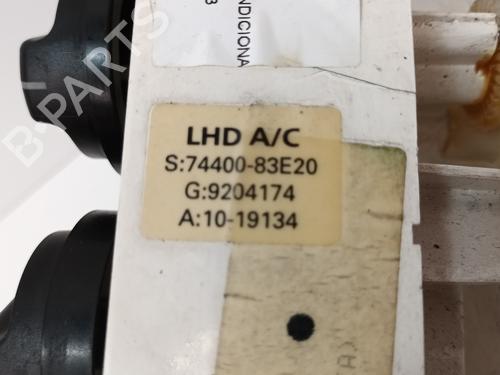 NDICIONA
B-PARTS
LHD A/C
S:74400-83E20
G:9204174
A:10-19134